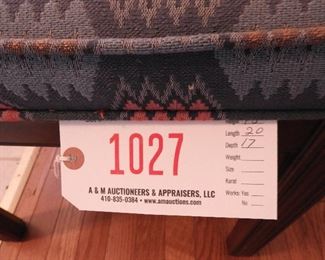 1027
A & M AUCTIONEERS & APPRAISERS, LLC
410-835-0384 • www.amauctions.com
Length 20
Depth 17
Weight
Size
Karat
Works: Yes
No